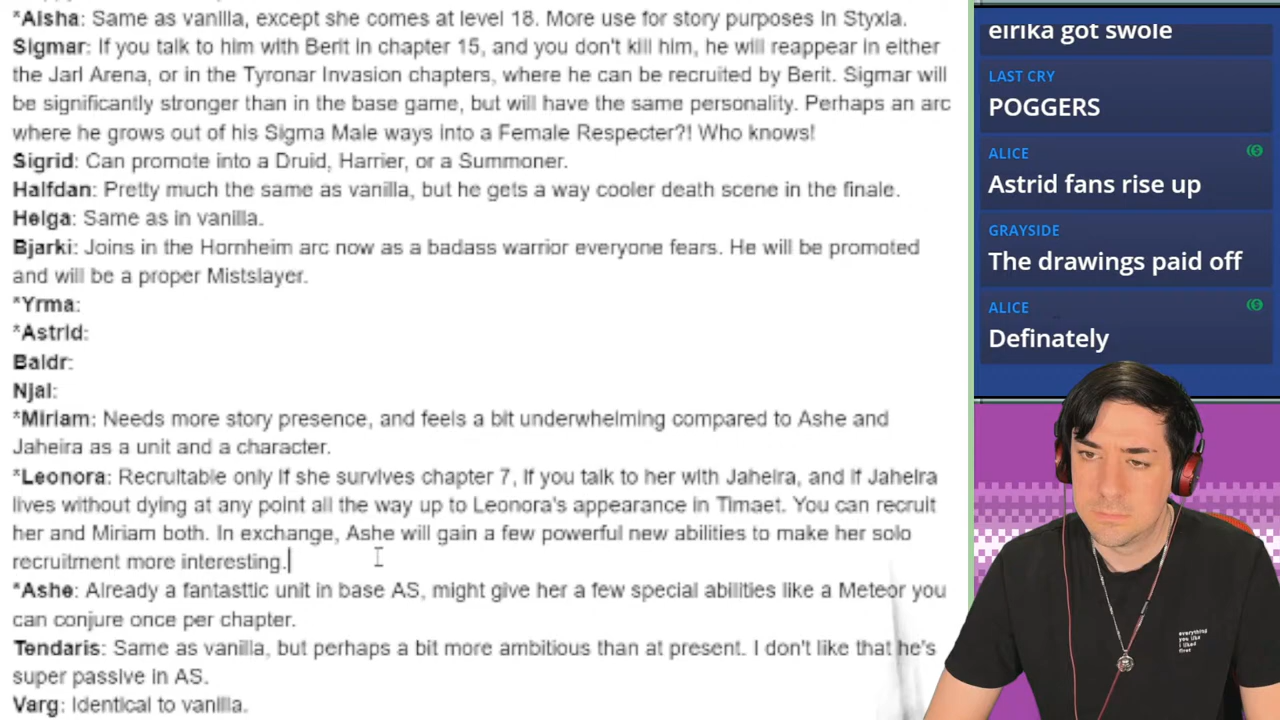 *Aisha: Same as vanilla, except she comes at level 18. More use for story purposes in Styxia.
Sigmar: If you talk to him with Berit in chapter 15, and you don't kill him, he will reappear in either
the Jarl Arena, or in the Tyronar Invasion chapters, where he can be recruited by Berit. Sigmar will
be significantly stronger than in the base game, but will have the same personality. Perhaps an arc
where he grows out of his Sigma Male ways into a Female Respecter?! Who knows!
Sigrid: Can promote into a Druid, Harrier, or a Summoner.
Halfdan: Pretty much the same as vanilla, but he gets a way cooler death scene in the finale.
Helga: Same as in vanilla.
Bjarki: Joins in the Hornheim arc now as a badass warrior everyone fears. He will be promoted
and will be a proper Mistslayer.
*Yrma:
*Astrid:
Baldr:
Njal:
*Miriam: Needs more story presence, and feels a bit underwhelming compared to Ashe and
Jaheira as a unit and a character.
*Leonora: Recruitable only if she survives chapter 7, if you talk to her with Jaheira, and if Jaheira
lives without dying at any point all the way up to Leonora's appearance in Timaet. You can recruit
her and Miriam both. In exchange, Ashe will gain a few powerful new abilities to make her solo
recruitment more interesting.
*Ashe: Already a fantasttic unit in base AS, might give her a few special abilities like a Meteor you
can conjure once per chapter.
Tendaris: Same as vanilla, but perhaps a bit more ambitious than at present. I don't like that he's
super passive in AS.
Varg: Identical to vanilla.
eirika got swole
LAST CRY
POGGERS
ALICE
Astrid fans rise up
GRAYSIDE
The drawings paid off
ALICE
Definately
everything
you like
I liked
first